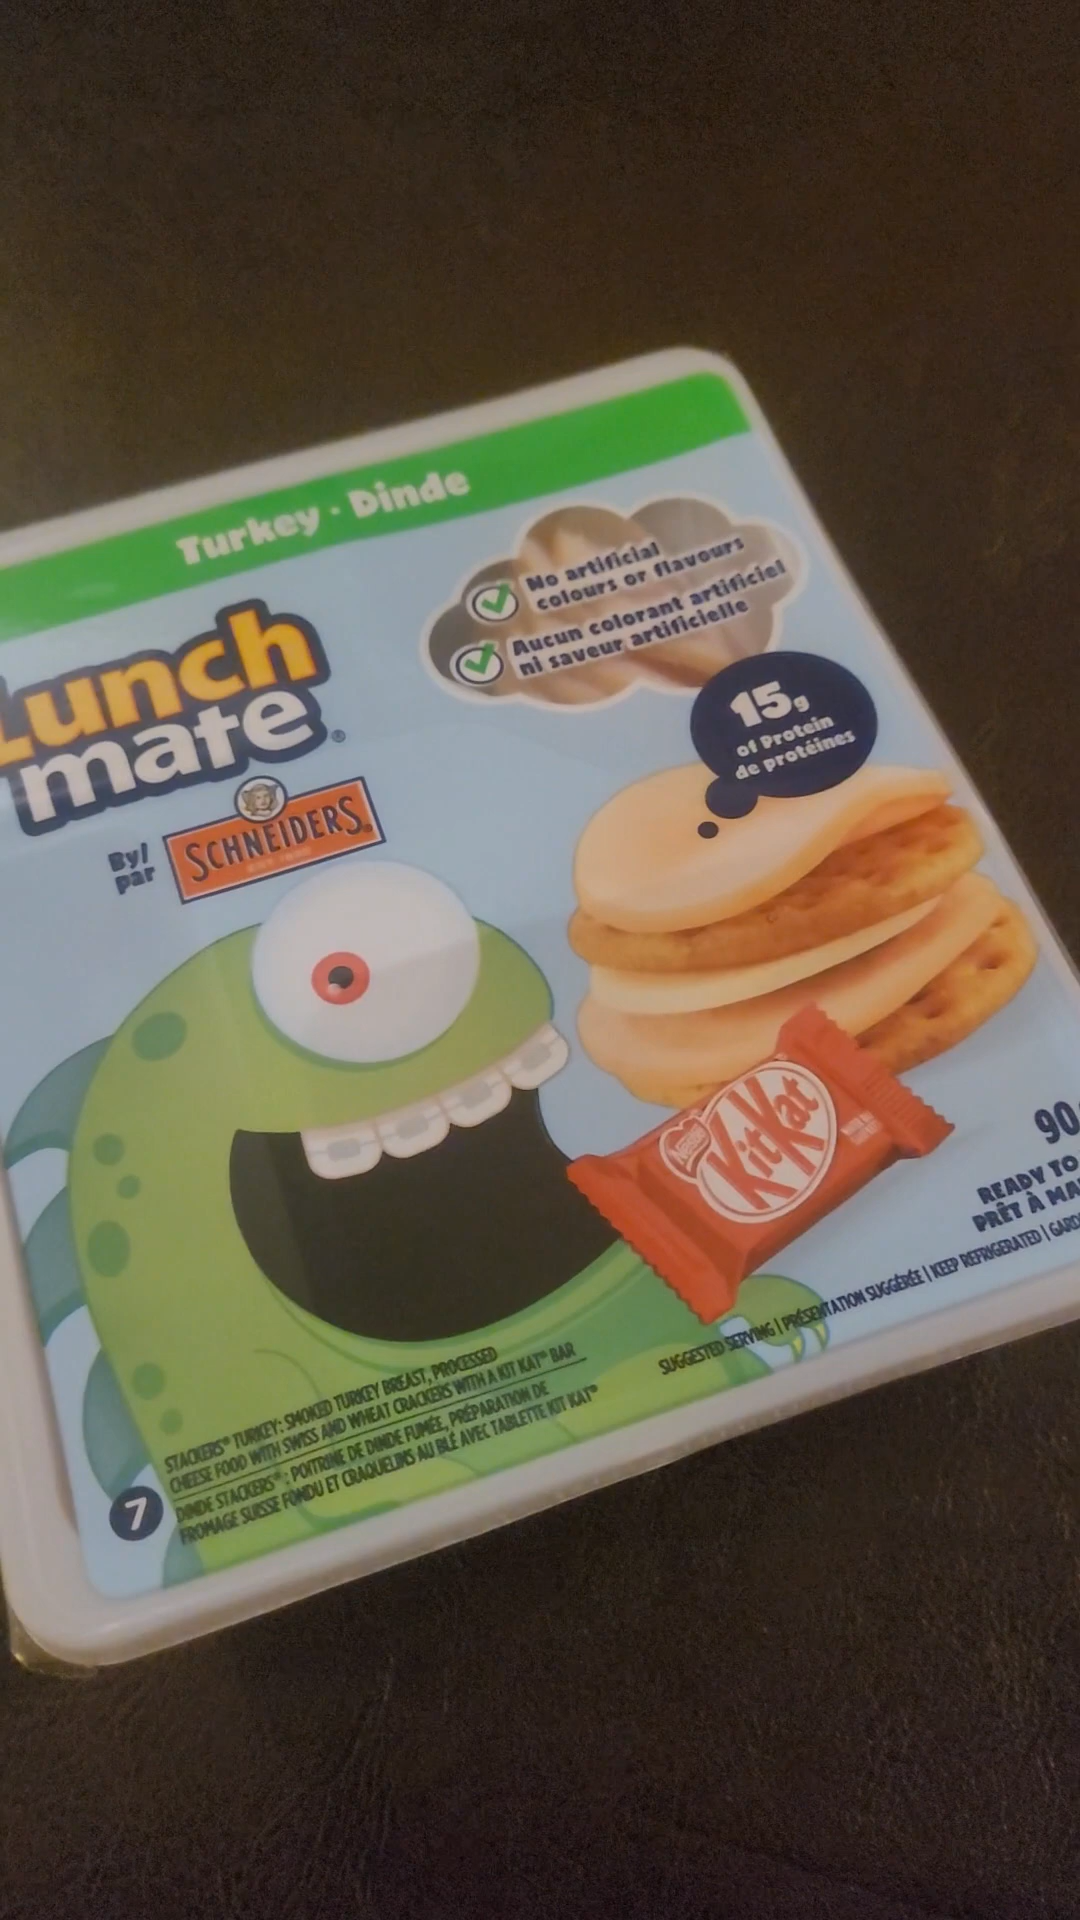 Turkey · Dinde
No artificial
colours or flavours
Aucun colorant artificiel
ni saveur artificielle
Lunch
mate®
By/
par
SCHNEIDERS®
15g
of Protein
de protéines
Nestlé
KitKat
90
READY TO
PRÊT À MA
SUGGESTED SERVING | PRÉSENTATION SUGGÉRÉE | KEEP REFRIGERATED | GARD
STACKERS® TURKEY: SMOKED TURKEY BREAST, PROCESSED
CHEESE FOOD WITH SWISS AND WHEAT CRACKERS WITH A KIT KAT® BAR
DINDE STACKERS® : POITRINE DE DINDE FUMÉE, PRÉPARATION DE
FROMAGE SUISSE FONDU ET CRAQUELINS AU BLÉ AVEC TABLETTE KIT KAT®
7